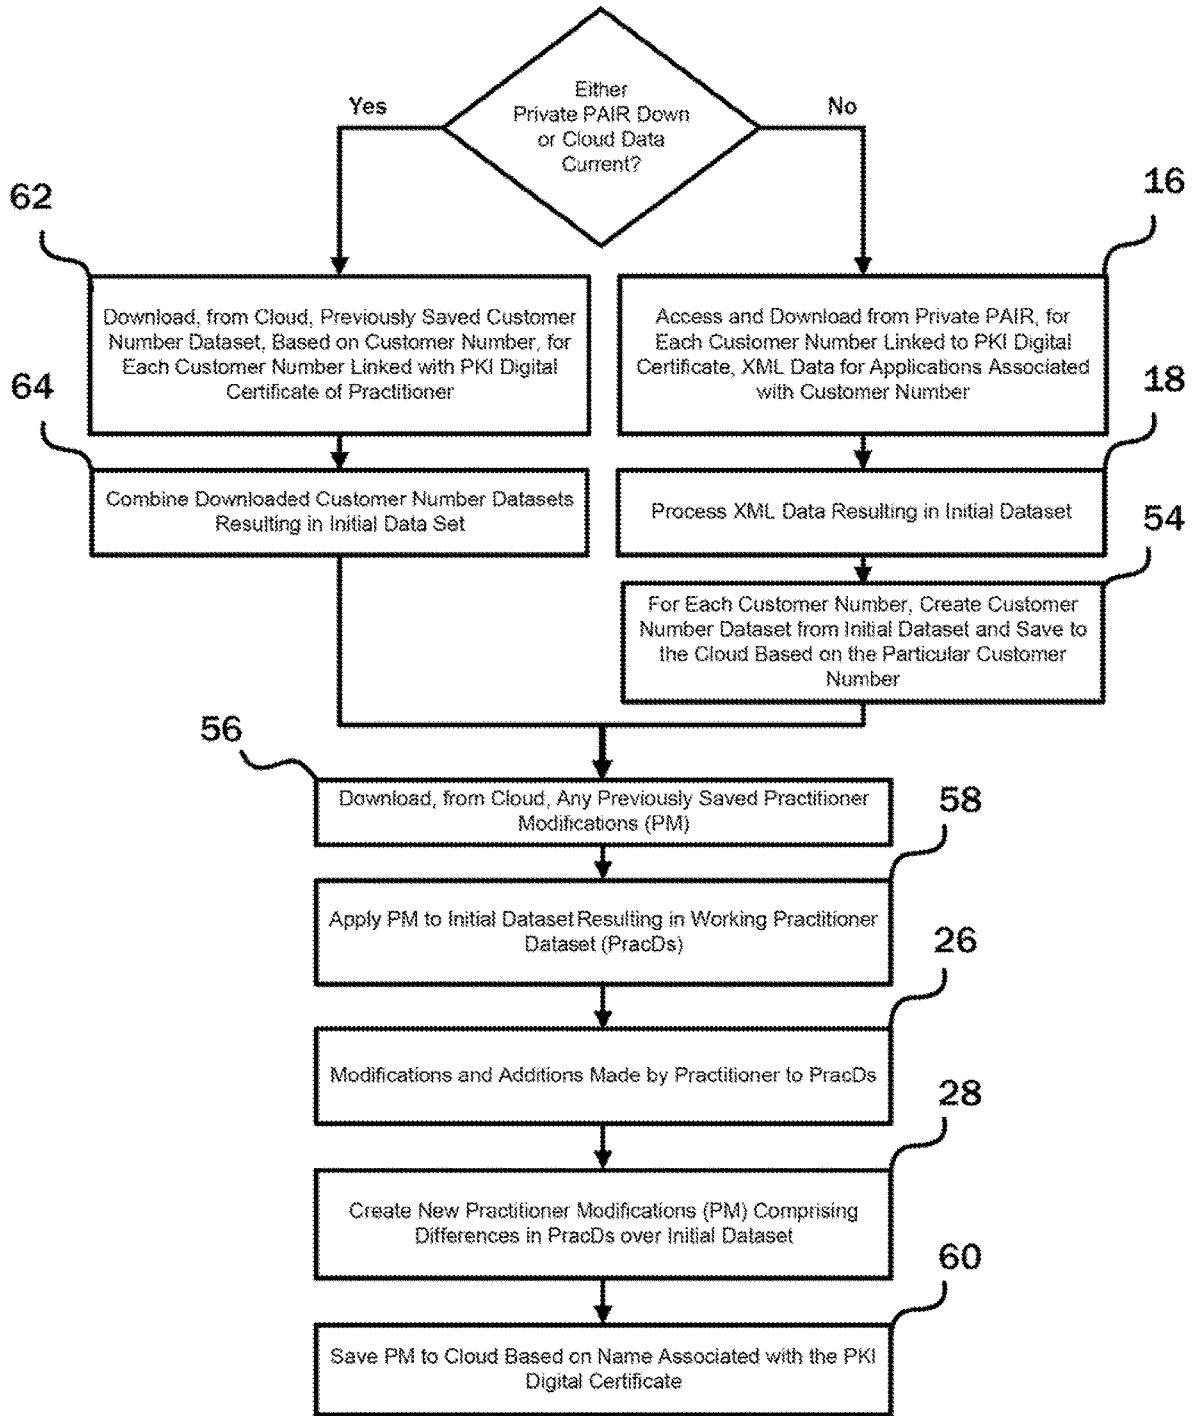 Either
Private PAIR Down
or Cloud Data
Current?
Yes
No
62
16
Download, from Cloud, Previously Saved Customer
Number Dataset, Based on Customer Number, for
Each Customer Number Linked with PKI Digital
Certificate of Practitioner
Access and Download from Private PAIR, for
Each Customer Number Linked to PKI Digital
Certificate, XML Data for Applications Associated
with Customer Number
64
18
Combine Downloaded Customer Number Datasets
Resulting in Initial Data Set
Process XML Data Resulting in Initial Dataset
54
For Each Customer Number, Create Customer
Number Dataset from Initial Dataset and Save to
the Cloud Based on the Particular Customer
Number
56
Download, from Cloud, Any Previously Saved Practitioner
Modifications (PM)
58
Apply PM to Initial Dataset Resulting in Working Practitioner
Dataset (PracDs)
26
Modifications and Additions Made by Practitioner to PracDs
28
Create New Practitioner Modifications (PM) Comprising
Differences in PracDs over Initial Dataset
60
Save PM to Cloud Based on Name Associated with the PKI
Digital Certificate